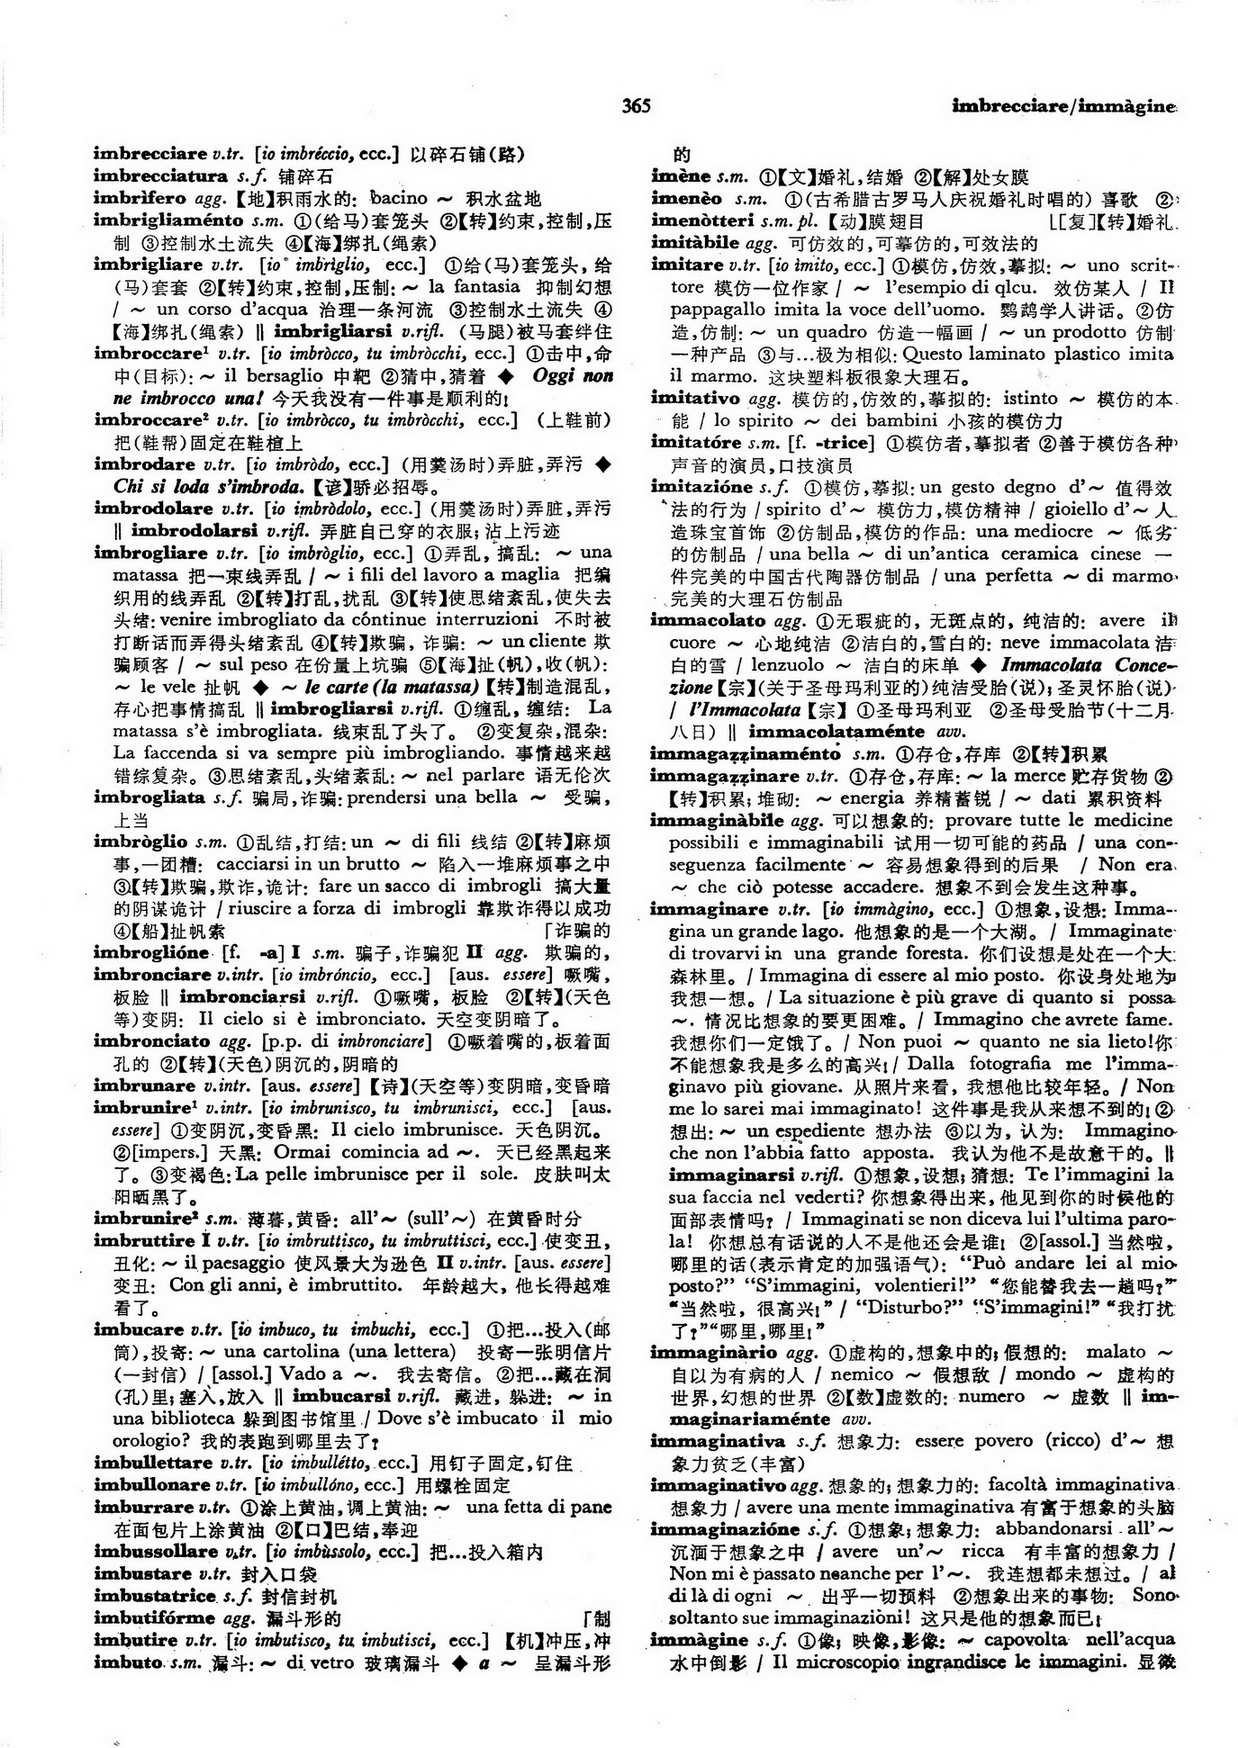 365
imbrecciare/immàgine
imbrecciare v.tr. [io imbréccio, ecc.] 以碎石铺(路)
imbrecciatura s.f. 铺碎石
imbrìfero agg. 【地】积雨水的: bacino ~ 积水盆地
imbrigliaménto s.m. ①(给马)套笼头 ②【转】约束,控制,压
制 ③控制水土流失 ④【海】绑扎(绳索)
imbrigliare v.tr. [io imbrìglio, ecc.] ①给(马)套笼头, 给
(马)套套 ②【转】约束,控制,压制: ~ la fantasia 抑制幻想
/ ~ un corso d'acqua 治理一条河流 ③控制水土流失 ④
【海】绑扎(绳索) ‖ imbrigliarsi v.rifl. (马腿)被马套绊住
imbroccare¹ v.tr. [io imbròcco, tu imbròcchi, ecc.] ①击中,命
中(目标): ~ il bersaglio 中靶 ②猜中,猜着 ◆ Oggi non
ne imbrocco una! 今天我没有一件事是顺利的!
imbroccare² v.tr. [io imbròcco, tu imbròcchi, ecc.] (上鞋前)
把(鞋帮)固定在鞋楦上
imbrodare v.tr. [io imbròdo, ecc.] (用羹汤时)弄脏,弄污 ◆
Chi si loda s'imbroda. 【谚】骄必招辱。
imbrodolare v.tr. [io imbròdolo, ecc.] (用羹汤时)弄脏,弄污
‖ imbrodolarsi v.rifl. 弄脏自己穿的衣服; 沾上污迹
imbrogliare v.tr. [io imbròglio, ecc.] ①弄乱, 搞乱: ~ una
matassa 把一束线弄乱 / ~ i fili del lavoro a maglia 把编
织用的线弄乱 ②【转】打乱,扰乱 ③【转】使思绪紊乱,使失去
头绪: venire imbrogliato da cóntinue interruzioni 不时被
打断话而弄得头绪紊乱 ④【转】欺骗, 诈骗: ~ un cliente 欺
骗顾客 / ~ sul peso 在份量上坑骗 ⑤【海】扯(帆),收(帆):
~ le vele 扯帆 ◆ ~ le carte (la matassa) 【转】制造混乱,
存心把事情搞乱 ‖ imbrogliarsi v.rifl. ①缠乱, 缠结: La
matassa s'è imbrogliata. 线束乱了头了。 ②变复杂,混杂:
La faccenda si va sempre più imbrogliando. 事情越来越
错综复杂。③思绪紊乱,头绪紊乱: ~ nel parlare 语无伦次
imbrogliata s.f. 骗局,诈骗: prendersi una bella ~ 受骗,
上当
imbròglio s.m. ①乱结,打结: un ~ di fili 线结 ②【转】麻烦
事,一团糟: cacciarsi in un brutto ~ 陷入一堆麻烦事之中
③【转】欺骗,欺诈,诡计: fare un sacco di imbrogli 搞大量
的阴谋诡计 / riuscire a forza di imbrogli 靠欺诈得以成功
④【船】扯帆索 「诈骗的
imbroglióne [f. -a] I s.m. 骗子,诈骗犯 II agg. 欺骗的,
imbronciare v.intr. [io imbróncio, ecc.] [aus. essere] 噘嘴,
板脸 ‖ imbronciarsi v.rifl. ①噘嘴, 板脸 ②【转】(天色
等)变阴: Il cielo si è imbronciato. 天空变阴暗了。
imbronciato agg. [p.p. di imbronciare] ①噘着嘴的,板着面
孔的 ②【转】(天色)阴沉的,阴暗的
imbrunare v.intr. [aus. essere] 【诗】(天空等)变阴暗,变昏暗
imbrunire¹ v.intr. [io imbrunisco, tu imbrunisci, ecc.] [aus.
essere] ①变阴沉,变昏黑: Il cielo imbrunisce. 天色阴沉。
②[impers.] 天黑: Ormai comincia ad ~. 天已经黑起来
了。③变褐色: La pelle imbrunisce per il sole. 皮肤叫太
阳晒黑了。
imbrunire² s.m. 薄暮,黄昏: all'~ (sull'~) 在黄昏时分
imbruttire I v.tr. [io imbruttisco, tu imbruttisci, ecc.] 使变丑,
丑化: ~ il paesaggio 使风景大为逊色 II v.intr. [aus. essere]
变丑: Con gli anni, è imbruttito. 年龄越大, 他长得越难
看了。
imbucare v.tr. [io imbuco, tu imbuchi, ecc.] ①把…投入(邮
筒),投寄: ~ una cartolina (una lettera) 投寄一张明信片
(一封信) / [assol.] Vado a ~. 我去寄信。②把…藏在洞
(孔)里; 塞入,放入 ‖ imbucarsi v.rifl. 藏进, 躲进: ~ in
una biblioteca 躲到图书馆里 / Dove s'è imbucato il mio
orologio? 我的表跑到哪里去了?
imbullettare v.tr. [io imbullétto, ecc.] 用钉子固定,钉住
imbullonare v.tr. [io imbullóno, ecc.] 用螺栓固定
imburrare v.tr. ①涂上黄油,调上黄油: ~ una fetta di pane
在面包片上涂黄油 ②【口】巴结,奉迎
imbussollare v.tr. [io imbùssolo, ecc.] 把…投入箱内
imbustare v.tr. 封入口袋
imbustatrice s.f. 封信封机
imbutifórme agg. 漏斗形的 「制
imbutire v.tr. [io imbutisco, tu imbutisci, ecc.] 【机】冲压,冲
imbuto s.m. 漏斗: ~ di vetro 玻璃漏斗 ◆ a ~ 呈漏斗形
的
imène s.m. ①【文】婚礼,结婚 ②【解】处女膜
imenèo s.m. ①(古希腊古罗马人庆祝婚礼时唱的) 喜歌 ②
imenòtteri s.m.pl. 【动】膜翅目 ⌊[复]【转】婚礼
imitàbile agg. 可仿效的,可摹仿的,可效法的
imitare v.tr. [io imito, ecc.] ①模仿,仿效,摹拟: ~ uno scrit-
tore 模仿一位作家 / ~ l'esempio di qlcu. 效仿某人 / Il
pappagallo imita la voce dell'uomo. 鹦鹉学人讲话。②仿
造,仿制: ~ un quadro 仿造一幅画 / ~ un prodotto 仿制
一种产品 ③与…极为相似: Questo laminato plastico imita
il marmo. 这块塑料板很象大理石。
imitativo agg. 模仿的,仿效的,摹拟的: istinto ~ 模仿的本
能 / lo spirito ~ dei bambini 小孩的模仿力
imitatóre s.m. [f. -trice] ①模仿者,摹拟者 ②善于模仿各种
声音的演员,口技演员
imitazióne s.f. ①模仿,摹拟: un gesto degno d'~ 值得效
法的行为 / spirito d'~ 模仿力,模仿精神 / gioiello d'~ 人
造珠宝首饰 ②仿制品,模仿的作品: una mediocre ~ 低劣
的仿制品 / una bella ~ di un'antica ceramica cinese 一
件完美的中国古代陶器仿制品 / una perfetta ~ di marmo
完美的大理石仿制品
immacolato agg. ①无瑕疵的, 无斑点的, 纯洁的: avere il
cuore ~ 心地纯洁 ②洁白的,雪白的: neve immacolata 洁
白的雪 / lenzuolo ~ 洁白的床单 ◆ Immacolata Conce-
zione 【宗】(关于圣母玛利亚的)纯洁受胎(说); 圣灵怀胎(说)
/ l'Immacolata 【宗】 ①圣母玛利亚 ②圣母受胎节(十二月
八日) ‖ immacolataménte avv.
immagazzinaménto s.m. ①存仓,存库 ②【转】积累
immagazzinare v.tr. ①存仓,存库: ~ la merce 贮存货物 ②
【转】积累; 堆砌: ~ energia 养精蓄锐 / ~ dati 累积资料
immaginàbile agg. 可以想象的: provare tutte le medicine
possibili e immaginabili 试用一切可能的药品 / una con-
seguenza facilmente ~ 容易想象得到的后果 / Non era
~ che ciò potesse accadere. 想象不到会发生这种事。
immaginare v.tr. [io immàgino, ecc.] ①想象,设想: Imma-
gina un grande lago. 他想象的是一个大湖。/ Immaginate
di trovarvi in una grande foresta. 你们设想是处在一个大
森林里。/ Immagina di essere al mio posto. 你设身处地为
我想一想。/ La situazione è più grave di quanto si possa
~. 情况比想象的要更困难。/ Immagino che avrete fame.
我想你们一定饿了。/ Non puoi ~ quanto ne sia lieto! 你
不能想象我是多么的高兴! / Dalla fotografia me l'imma-
ginavo più giovane. 从照片来看, 我想他比较年轻。/ Non
me lo sarei mai immaginato! 这件事是我从来想不到的! ②
想出: ~ un espediente 想办法 ③以为, 认为: Immagino
che non l'abbia fatto apposta. 我认为他不是故意干的。‖
immaginarsi v.rifl. ①想象,设想; 猜想: Te l'immagini la
sua faccia nel vederti? 你想象得出来,他见到你的时候他的
面部表情吗? / Immaginati se non diceva lui l'ultima paro-
la! 你想总有话说的人不是他还会是谁! ②[assol.] 当然啦,
哪里的话(表示肯定的加强语气): “Può andare lei al mio
posto?” “S'immagini, volentieri!” “您能替我去一趟吗?”
“当然啦, 很高兴!” / “Disturbo?” “S'immagini!” “我打扰
了?”“哪里,哪里!”
immaginàrio agg. ①虚构的,想象中的; 假想的: malato ~
自以为有病的人 / nemico ~ 假想敌 / mondo ~ 虚构的
世界,幻想的世界 ②【数】虚数的: numero ~ 虚数 ‖ im-
maginariaménte avv.
immaginativa s.f. 想象力: essere povero (ricco) d'~ 想
象力贫乏(丰富)
immaginativo agg. 想象的; 想象力的: facoltà immaginativa
想象力 / avere una mente immaginativa 有富于想象的头脑
immaginazióne s.f. ①想象; 想象力: abbandonarsi all'~
沉湎于想象之中 / avere un'~ ricca 有丰富的想象力 /
Non mi è passato neanche per l'~. 我连想都未想过。/ al
di là di ogni ~ 出乎一切预料 ②想象出来的事物: Sono
soltanto sue immaginaziòni! 这只是他的想象而已!
immàgine s.f. ①像; 映像,影像: ~ capovolta nell'acqua
水中倒影 / Il microscopio ingrandisce le immagini. 显微